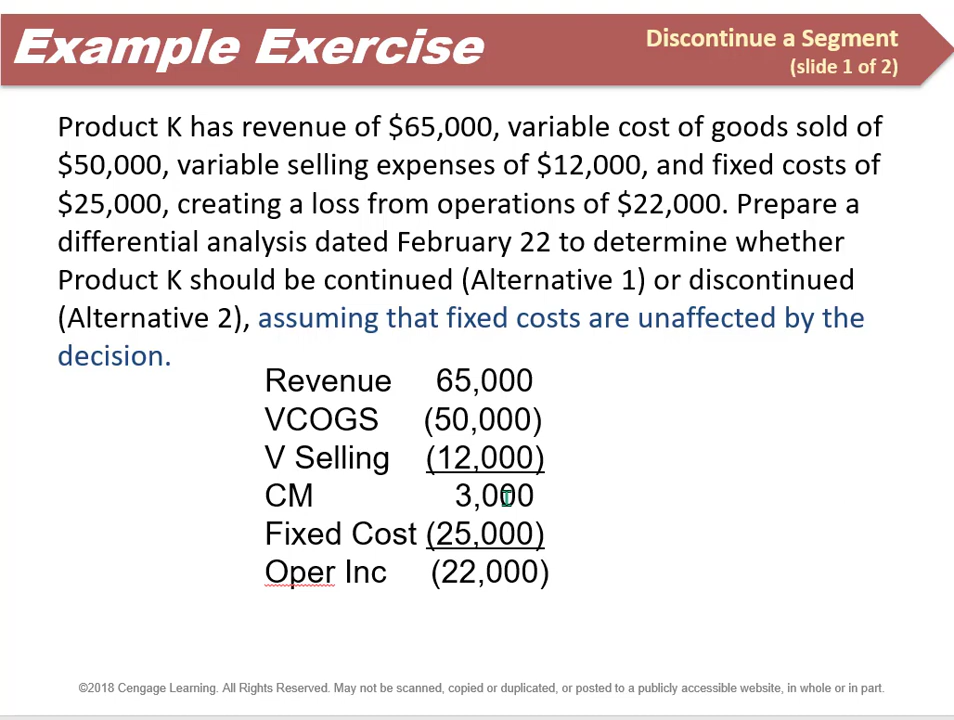 Example Exercise
Discontinue a Segment
(slide 1 of 2)
Product K has revenue of $65,000, variable cost of goods sold of
$50,000, variable selling expenses of $12,000, and fixed costs of
$25,000, creating a loss from operations of $22,000. Prepare a
differential analysis dated February 22 to determine whether
Product K should be continued (Alternative 1) or discontinued
(Alternative 2), assuming that fixed costs are unaffected by the
decision.
Revenue 65,000
VCOGS (50,000)
V Selling (12,000)
CM 3,000
Fixed Cost (25,000)
Oper Inc (22,000)
©2018 Cengage Learning. All Rights Reserved. May not be scanned, copied or duplicated, or posted to a publicly accessible website, in whole or in part.